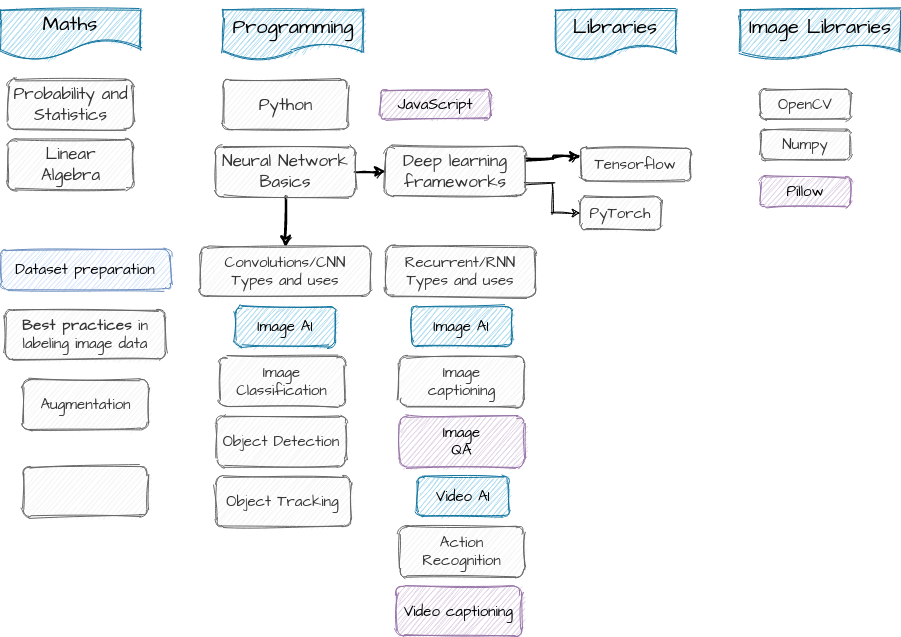 Maths
Programming
Libraries
Image Libraries
Probability and
Statistics
Python
JavaScript
OpenCV
Numpy
Linear
Algebra
Neural Network
Basics
Deep learning
frameworks
Tensorflow
Pillow
PyTorch
Dataset preparation
Convolutions/CNN
Types and uses
Recurrent/RNN
Types and uses
Best practices in
labeling image data
Image AI
Image AI
Image
Classification
Image
captioning
Augmentation
Object Detection
Image
QA
Object Tracking
Video AI
Action
Recognition
Video captioning